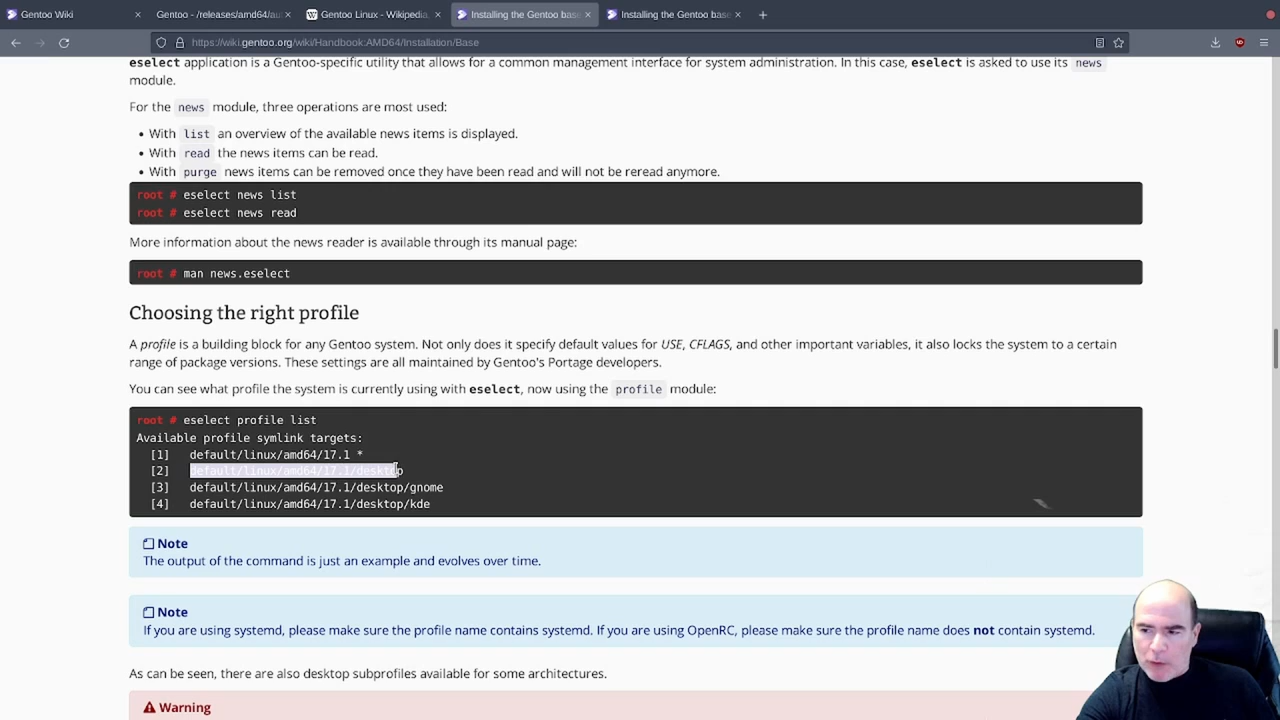 Gentoo Wiki
Gentoo - /releases/amd64/au
Gentoo Linux - Wikipedia,
Installing the Gentoo base
Installing the Gentoo base
https://wiki.gentoo.org/wiki/Handbook:AMD64/Installation/Base
eselect application is a Gentoo-specific utility that allows for a common management interface for system administration. In this case, eselect is asked to use its news
module.
For the news module, three operations are most used:
• With list an overview of the available news items is displayed.
• With read the news items can be read.
• With purge news items can be removed once they have been read and will not be reread anymore.
root # eselect news list
root # eselect news read
More information about the news reader is available through its manual page:
root # man news.eselect
Choosing the right profile
A profile is a building block for any Gentoo system. Not only does it specify default values for USE, CFLAGS, and other important variables, it also locks the system to a certain
range of package versions. These settings are all maintained by Gentoo's Portage developers.
You can see what profile the system is currently using with eselect, now using the profile module:
root # eselect profile list
Available profile symlink targets:
[1] default/linux/amd64/17.1 *
[2] default/linux/amd64/17.1/desktop
[3] default/linux/amd64/17.1/desktop/gnome
[4] default/linux/amd64/17.1/desktop/kde
Note
The output of the command is just an example and evolves over time.
Note
If you are using systemd, please make sure the profile name contains systemd. If you are using OpenRC, please make sure the profile name does not contain systemd.
As can be seen, there are also desktop subprofiles available for some architectures.
Warning